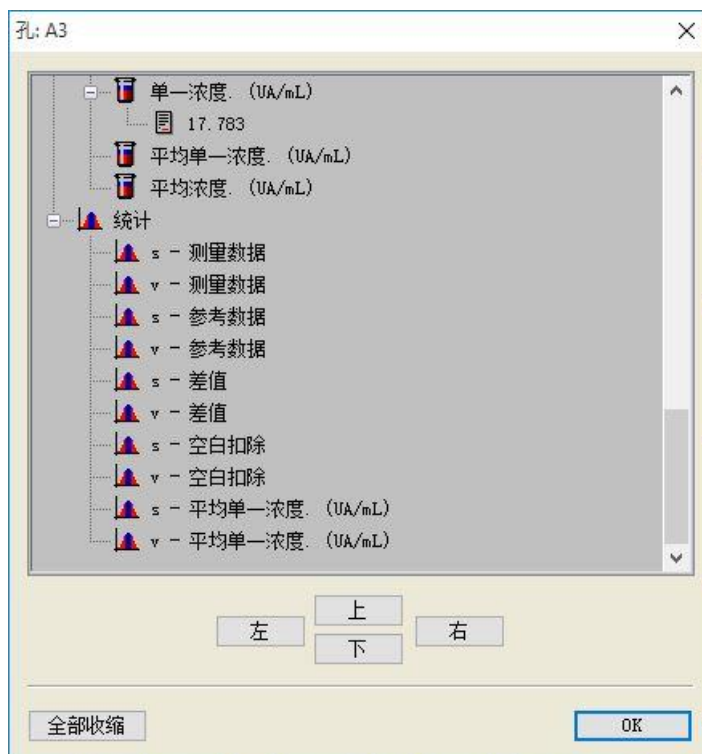 孔: A3
单一浓度. (UA/mL)
17.783
平均单一浓度. (UA/mL)
平均浓度. (UA/mL)
统计
s - 测量数据
v - 测量数据
s - 参考数据
v - 参考数据
s - 差值
v - 差值
s - 空白扣除
v - 空白扣除
s - 平均单一浓度. (UA/mL)
v - 平均单一浓度. (UA/mL)
上
左
右
下
全部收缩
OK